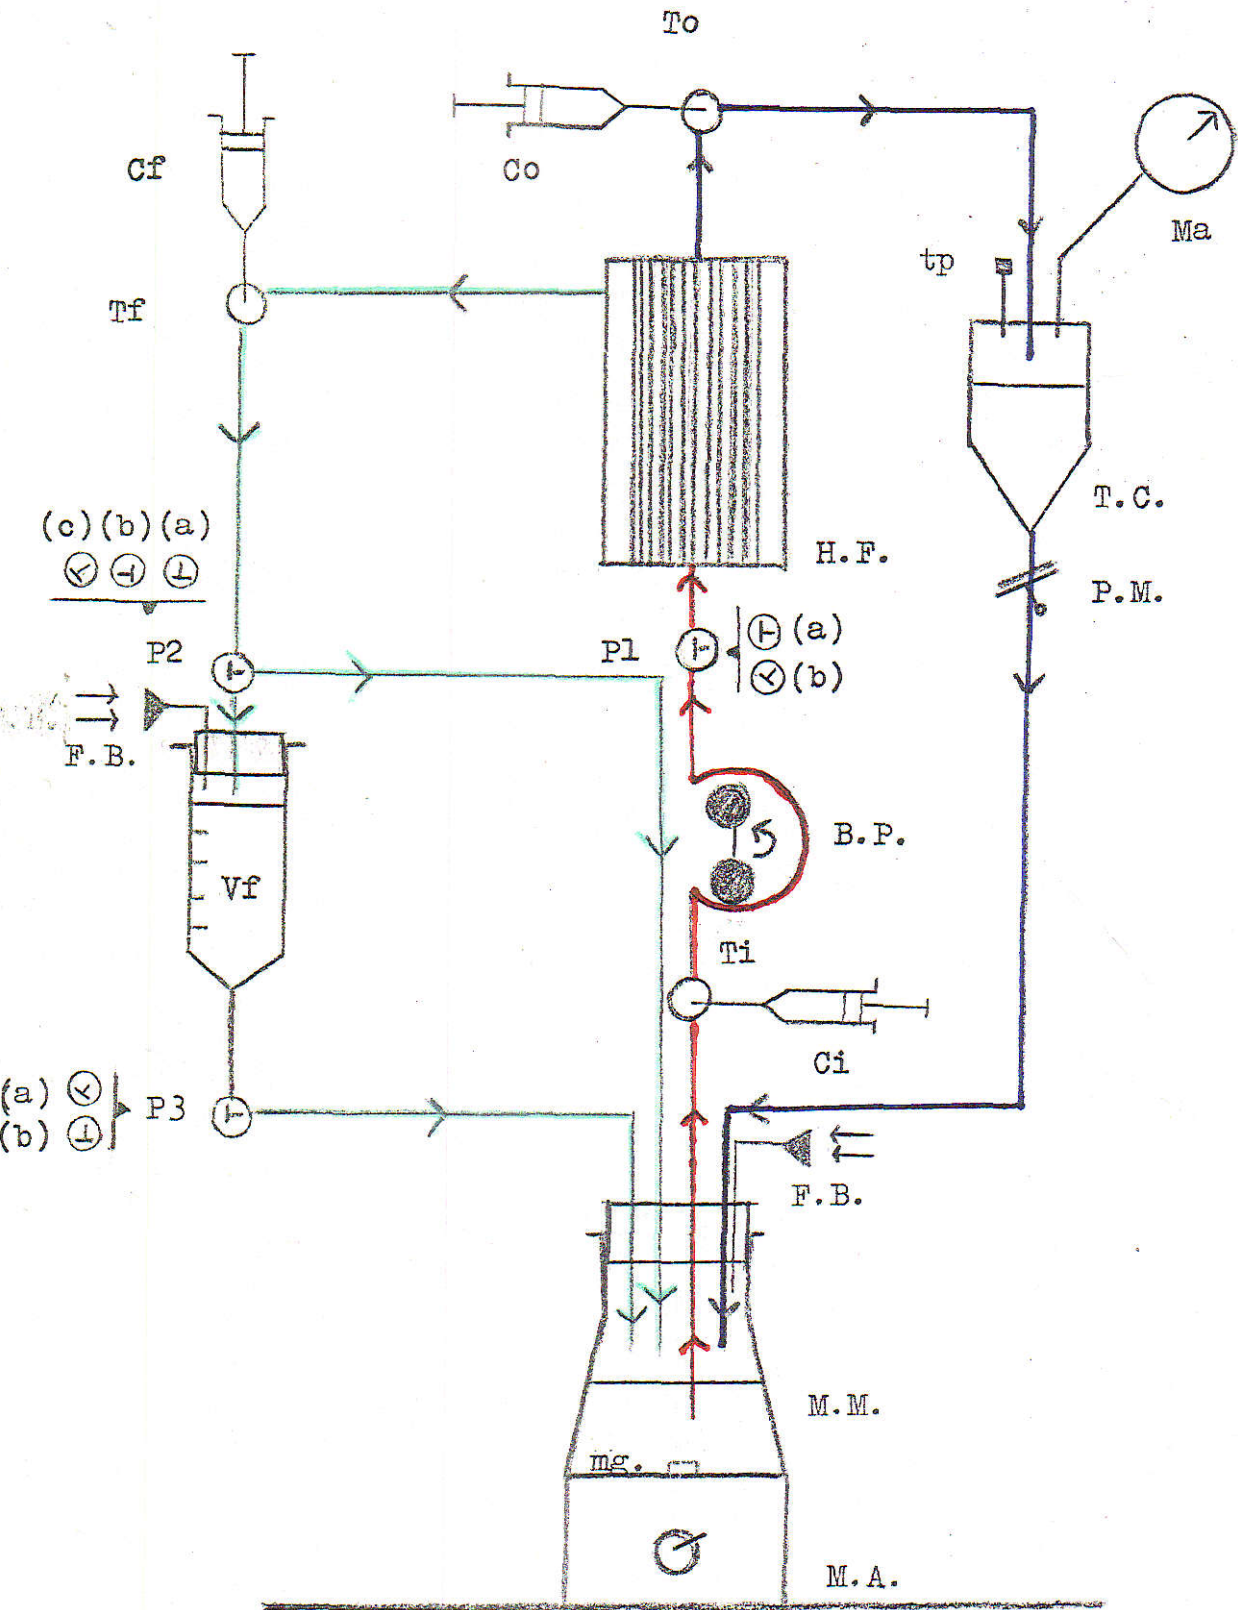 To
Cf
Co
Ma
tp
Tf
T.C.
(c)(b)(a)
H.F.
P.M.
P2
P1
(a)
(b)
F.B.
B.P.
Vf
Ti
Ci
(a)
P3
(b)
F.B.
M.M.
mg.
M.A.